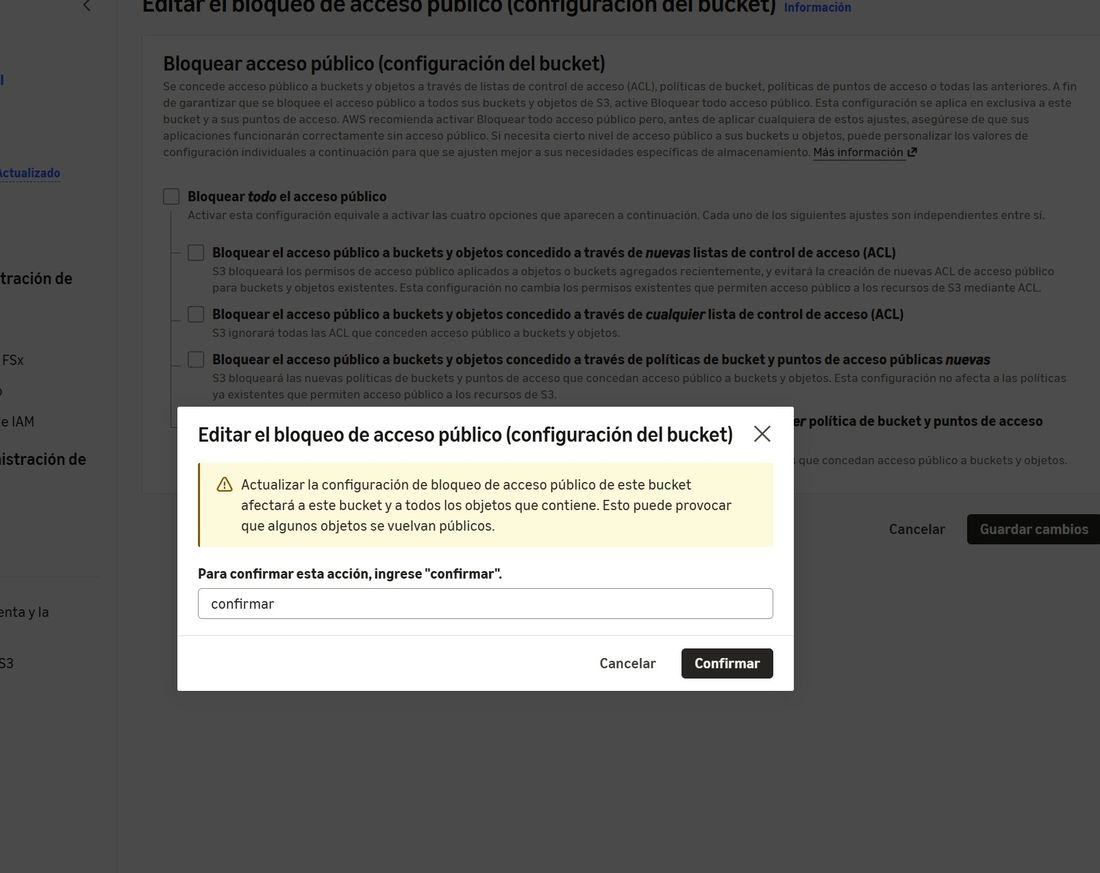 Editar el bloqueo de acceso público (configuración del bucket) Información
Bloquear acceso público (configuración del bucket)
Se concede acceso público a buckets y objetos a través de listas de control de acceso (ACL), políticas de bucket, políticas de puntos de acceso o todas las anteriores. A fin
de garantizar que se bloquee el acceso público a todos sus buckets y objetos de S3, active Bloquear todo acceso público. Esta configuración se aplica en exclusiva a este
bucket y a sus puntos de acceso. AWS recomienda activar Bloquear todo acceso público pero, antes de aplicar cualquiera de estos ajustes, asegúrese de que sus
aplicaciones funcionarán correctamente sin acceso público. Si necesita cierto nivel de acceso público a sus buckets u objetos, puede personalizar los valores de
configuración individuales a continuación para que se ajusten mejor a sus necesidades específicas de almacenamiento. Más información
Actualizado
Bloquear todo el acceso público
Activar esta configuración equivale a activar las cuatro opciones que aparecen a continuación. Cada uno de los siguientes ajustes son independientes entre sí.
Bloquear el acceso público a buckets y objetos concedido a través de nuevas listas de control de acceso (ACL)
S3 bloqueará los permisos de acceso público aplicados a objetos o buckets agregados recientemente, y evitará la creación de nuevas ACL de acceso público
para buckets y objetos existentes. Esta configuración no cambia los permisos existentes que permiten acceso público a los recursos de S3 mediante ACL.
tración de
Bloquear el acceso público a buckets y objetos concedido a través de cualquier lista de control de acceso (ACL)
S3 ignorará todas las ACL que conceden acceso público a buckets y objetos.
FSx
Bloquear el acceso público a buckets y objetos concedido a través de políticas de bucket y puntos de acceso públicas nuevas
S3 bloqueará las nuevas políticas de buckets y puntos de acceso que concedan acceso público a buckets y objetos. Esta configuración no afecta a las políticas
ya existentes que permiten acceso público a los recursos de S3.
e IAM
er política de bucket y puntos de acceso
nistración de
s que concedan acceso público a buckets y objetos.
Cancelar Guardar cambios
enta y la
S3
Editar el bloqueo de acceso público (configuración del bucket)
Actualizar la configuración de bloqueo de acceso público de este bucket
afectará a este bucket y a todos los objetos que contiene. Esto puede provocar
que algunos objetos se vuelvan públicos.
Para confirmar esta acción, ingrese "confirmar".
confirmar
Cancelar Confirmar